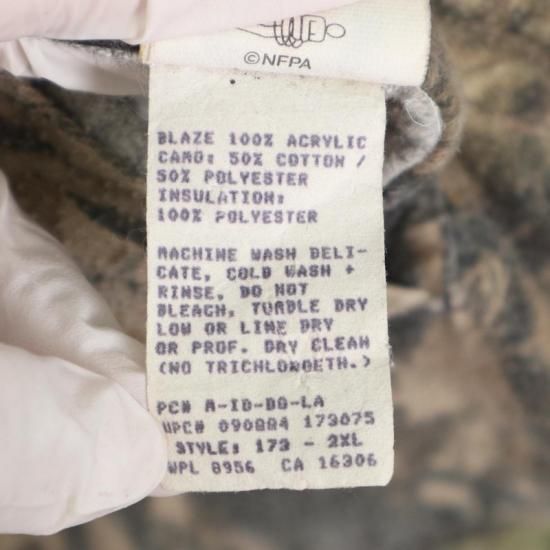 ©NFPA
BLAZE 100% ACRYLIC
CAMO: 50% COTTON /
50% POLYESTER
INSULATION:
100% POLYESTER
MACHINE WASH DELI-
CATE, COLD WASH +
RINSE, DO NOT
BLEACH, TUMBLE DRY
LOW OR LINE DRY
OR PROF. DRY CLEAN
(NO TRICHLOROETH.)
PC# A-ID-DG-LA
UPC# 090884 173075
STYLE: 173 - 2XL
WPL 8956 CA 16306